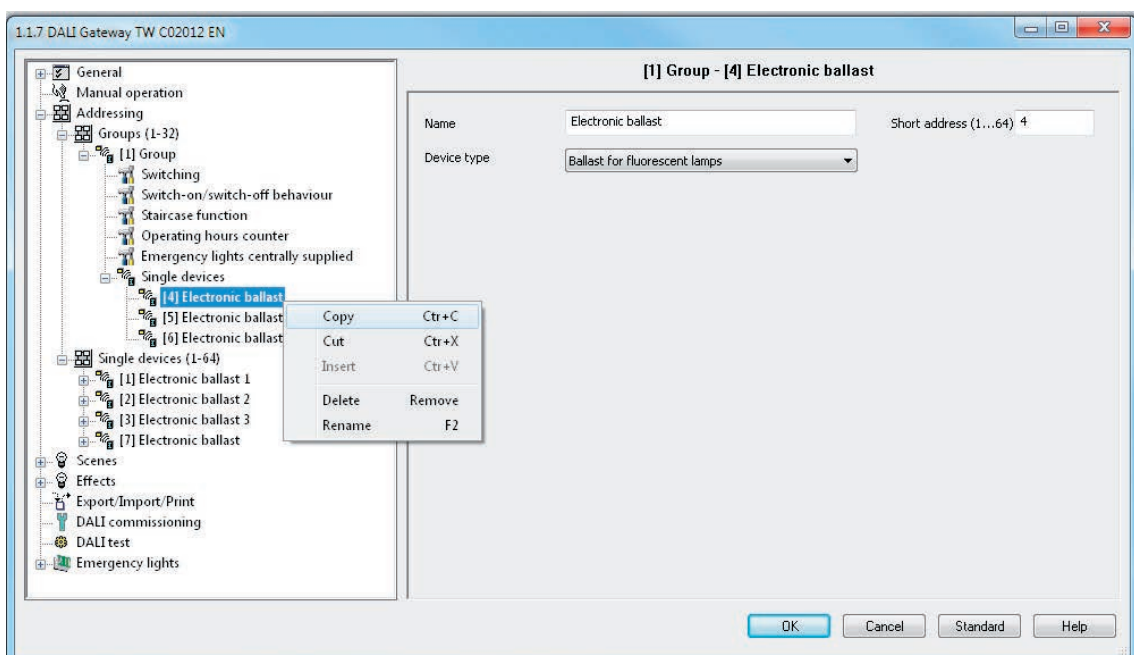 1.1.7 DALI Gateway TW C02012 EN
General
Manual operation
Addressing
Groups (1-32)
[1] Group
Switching
Switch-on/switch-off behaviour
Staircase function
Operating hours counter
Emergency lights centrally supplied
Single devices
[4] Electronic ballast
[5] Electronic ballast
[6] Electronic ballast
Single devices (1-64)
[1] Electronic ballast 1
[2] Electronic ballast 2
[3] Electronic ballast 3
[7] Electronic ballast
Scenes
Effects
Export/Import/Print
DALI commissioning
DALI test
Emergency lights
Copy Ctr+C
Cut Ctr+X
Insert Ctr+V
Delete Remove
Rename F2
[1] Group - [4] Electronic ballast
Name Electronic ballast Short address (1...64) 4
Device type Ballast for fluorescent lamps
OK Cancel Standard Help